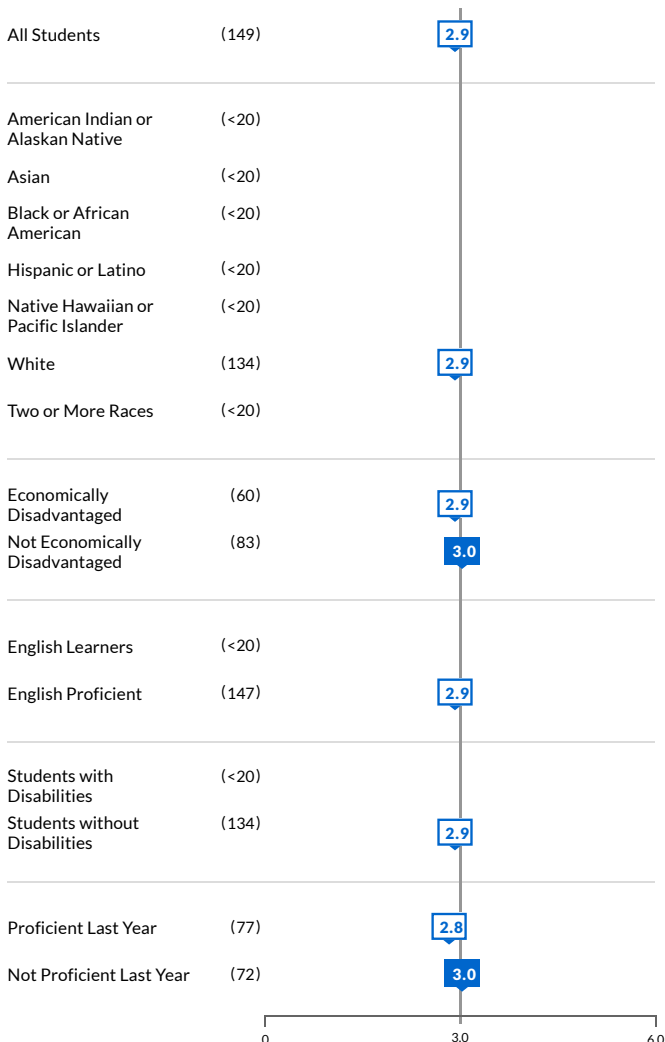 All Students (149) 2.9
American Indian or (<20)
Alaskan Native
Asian (<20)
Black or African (<20)
American
Hispanic or Latino (<20)
Native Hawaiian or (<20)
Pacific Islander
White (134) 2.9
Two or More Races (<20)
Economically (60) 2.9
Disadvantaged
Not Economically (83) 3.0
Disadvantaged
English Learners (<20)
English Proficient (147) 2.9
Students with (<20)
Disabilities
Students without (134) 2.9
Disabilities
Proficient Last Year (77) 2.8
Not Proficient Last Year (72) 3.0
0 3.0 6.0